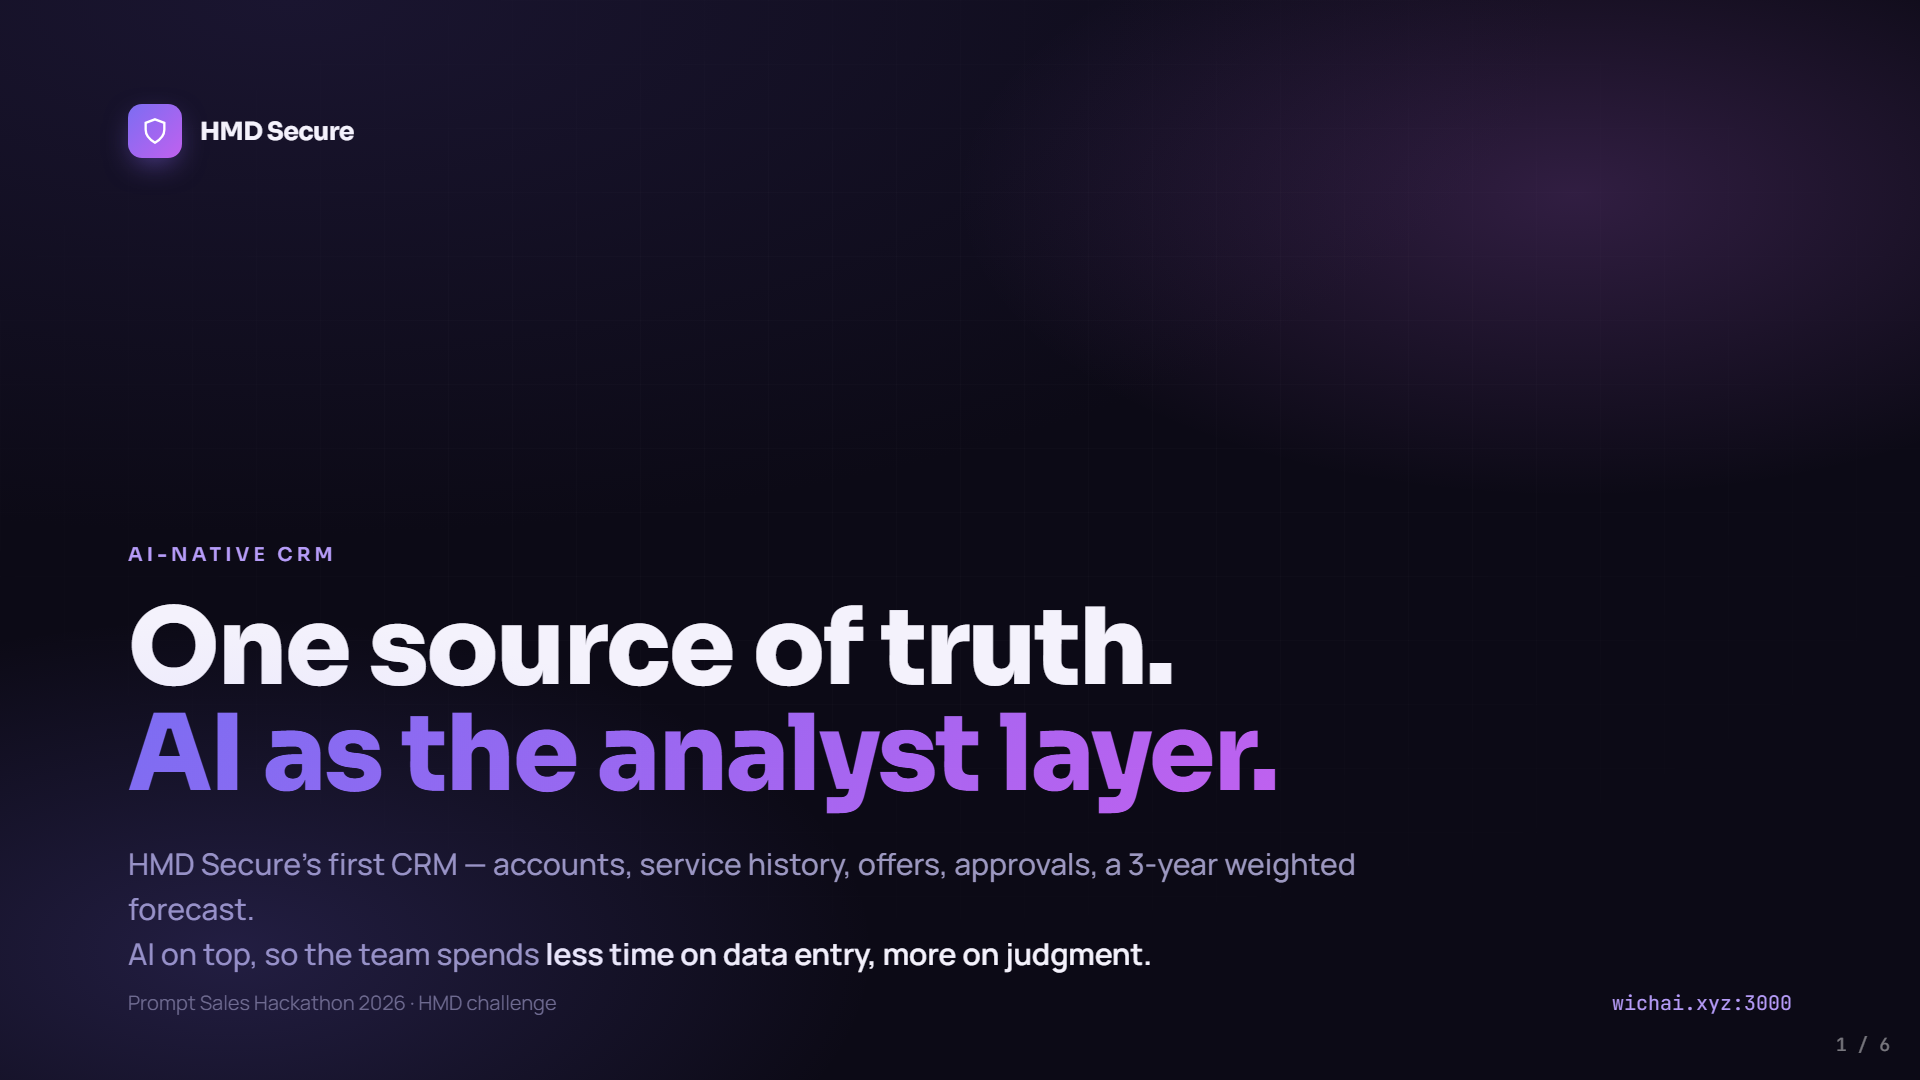 HMD Secure
AI-NATIVE CRM
One source of truth.
AI as the analyst layer.
HMD Secure’s first CRM — accounts, service history, offers, approvals, a 3-year weighted
forecast.
AI on top, so the team spends less time on data entry, more on judgment.
Prompt Sales Hackathon 2026 · HMD challenge
wichai.xyz:3000
1 / 6